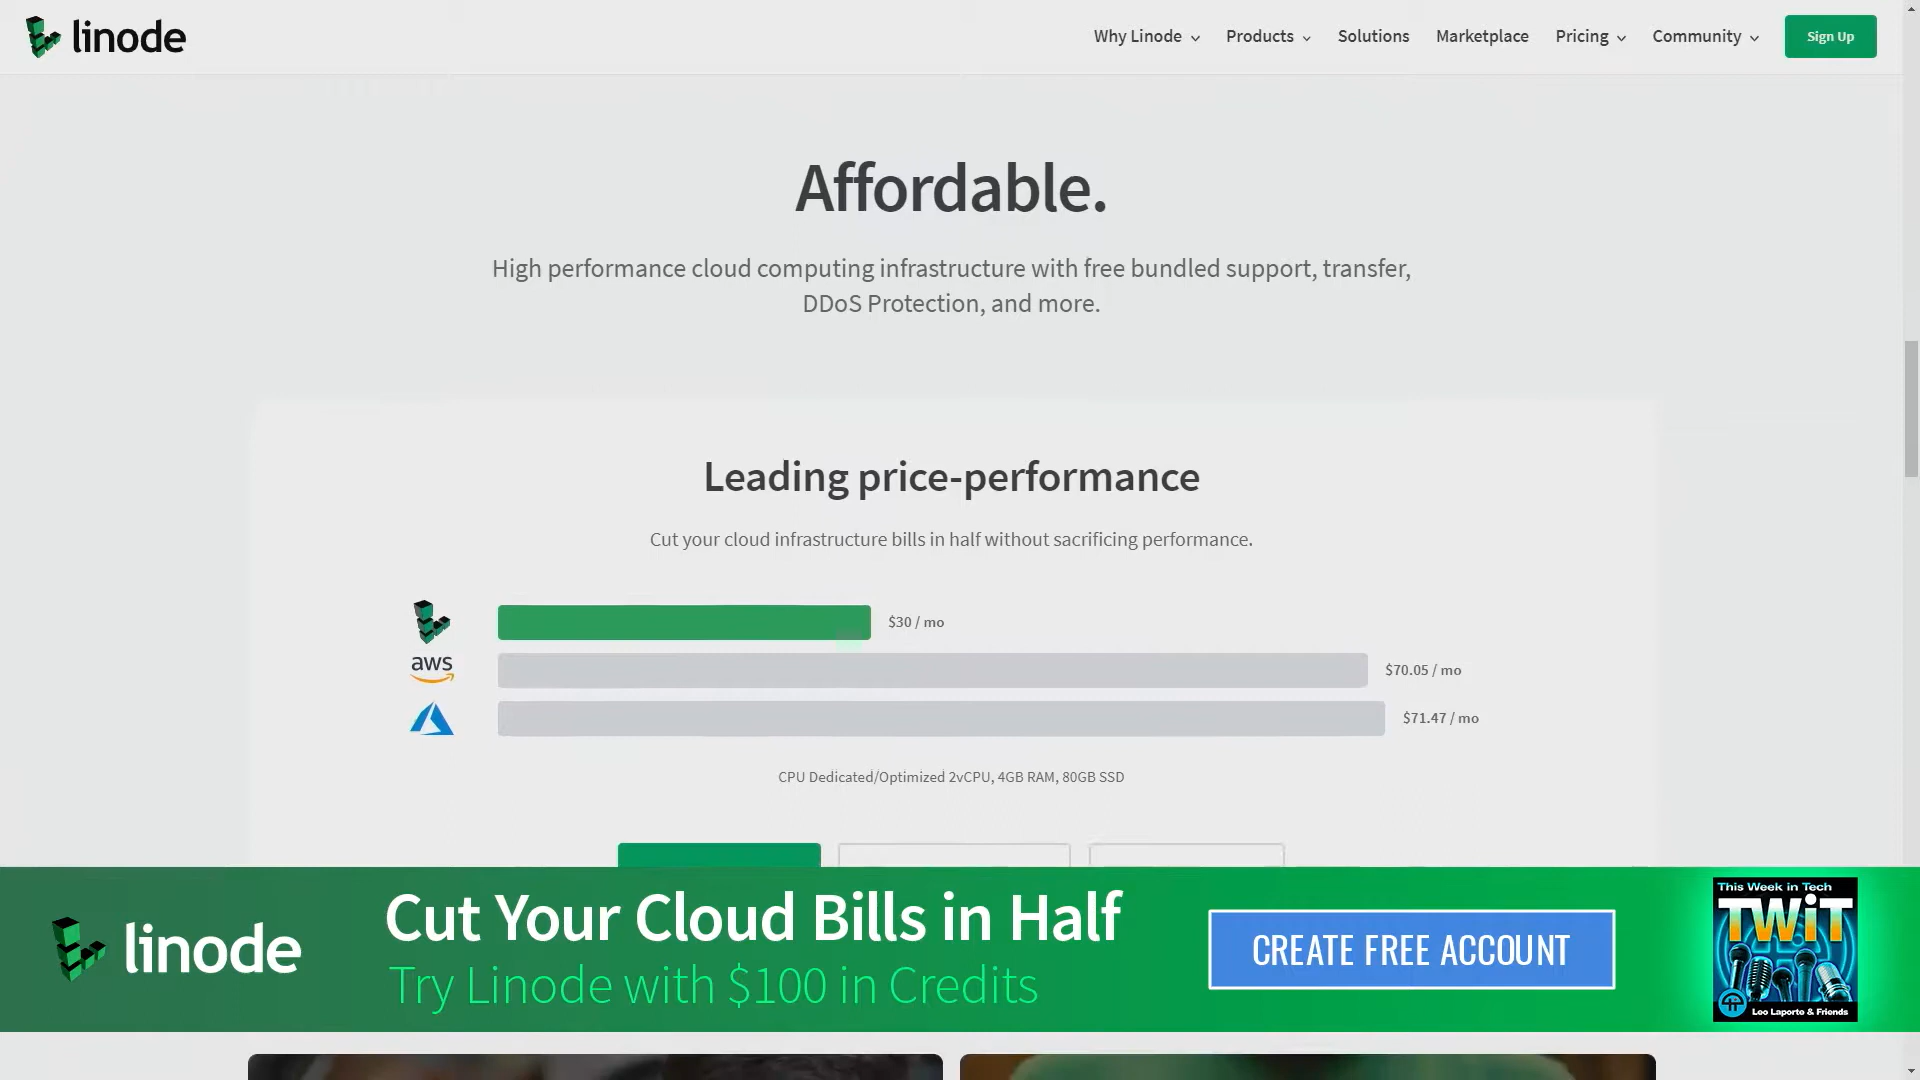 linode
Why Linode
Products
Solutions
Marketplace
Pricing
Community
Sign Up
Affordable.
High performance cloud computing infrastructure with free bundled support, transfer,
DDoS Protection, and more.
Leading price-performance
Cut your cloud infrastructure bills in half without sacrificing performance.
$30 / mo
aws
$70.05 / mo
$71.47 / mo
CPU Dedicated/Optimized 2vCPU, 4GB RAM, 80GB SSD
linode
Cut Your Cloud Bills in Half
Try Linode with $100 in Credits
CREATE FREE ACCOUNT
This Week in Tech
TWiT
Leo Laporte & Friends